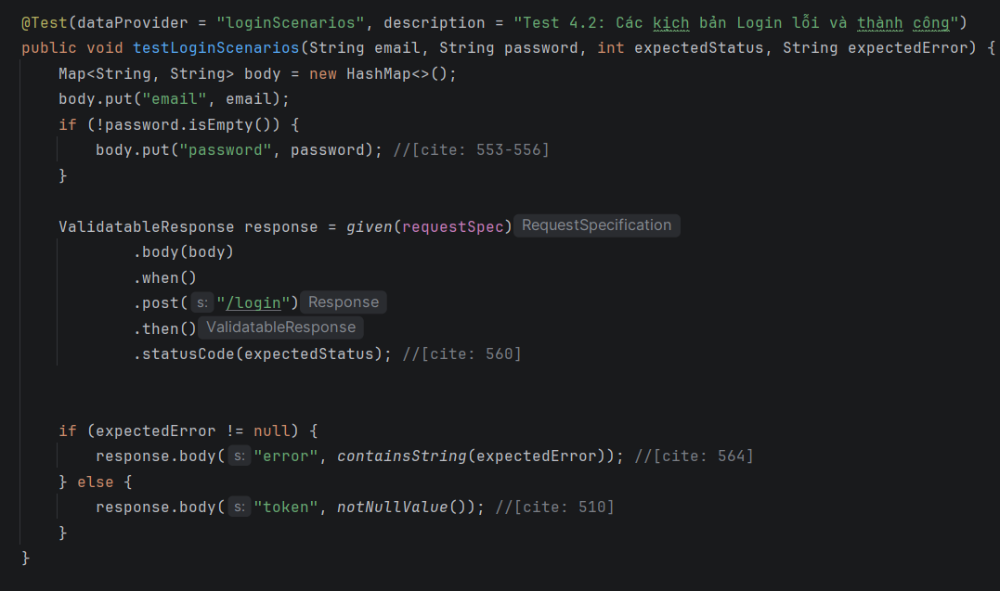 @Test(dataProvider = "loginScenarios", description = "Test 4.2: Các kịch bản Login lỗi và thành công")
public void testLoginScenarios(String email, String password, int expectedStatus, String expectedError) {
    Map<String, String> body = new HashMap<>();
    body.put("email", email);
    if (!password.isEmpty()) {
        body.put("password", password); //[cite: 553-556]
    }

    ValidatableResponse response = given(requestSpec) RequestSpecification
            .body(body)
            .when()
            .post( s: "/login") Response
            .then() ValidatableResponse
            .statusCode(expectedStatus); //[cite: 560]


    if (expectedError != null) {
        response.body( s: "error", containsString(expectedError)); //[cite: 564]
    } else {
        response.body( s: "token", notNullValue()); //[cite: 510]
    }
}